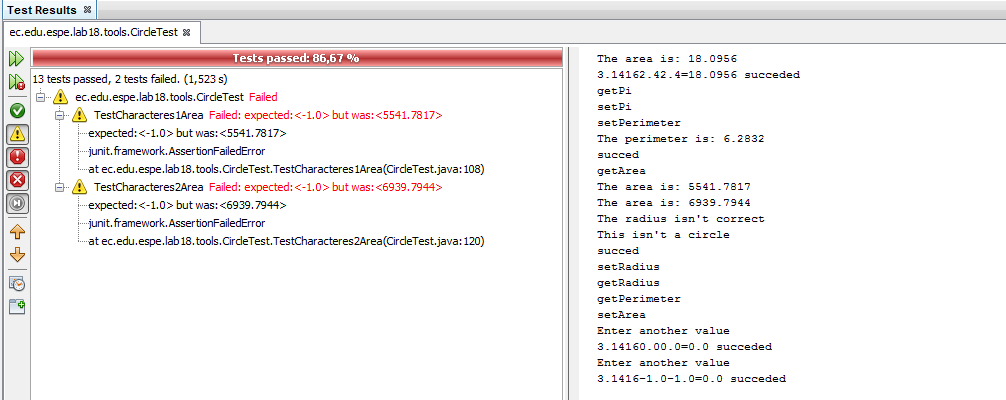 Test Results
ec.edu.espe.lab18.tools.CircleTest
Tests passed: 86,67 %
13 tests passed, 2 tests failed. (1,523 s)
ec.edu.espe.lab18.tools.CircleTest Failed
TestCharacteres1Area Failed: expected:<-1.0> but was:<5541.7817>
expected:<-1.0> but was:<5541.7817>
junit.framework.AssertionFailedError
at ec.edu.espe.lab18.tools.CircleTest.TestCharacteres1Area(CircleTest.java:108)
TestCharacteres2Area Failed: expected:<-1.0> but was:<6939.7944>
expected:<-1.0> but was:<6939.7944>
junit.framework.AssertionFailedError
at ec.edu.espe.lab18.tools.CircleTest.TestCharacteres2Area(CircleTest.java:120)
The area is: 18.0956
3.14162.42.4=18.0956 succeded
getPi
setPi
setPerimeter
The perimeter is: 6.2832
succed
getArea
The area is: 5541.7817
The area is: 6939.7944
The radius isn't correct
This isn't a circle
succed
setRadius
getRadius
getPerimeter
setArea
Enter another value
3.14160.00.0=0.0 succeded
Enter another value
3.1416-1.0-1.0=0.0 succeded